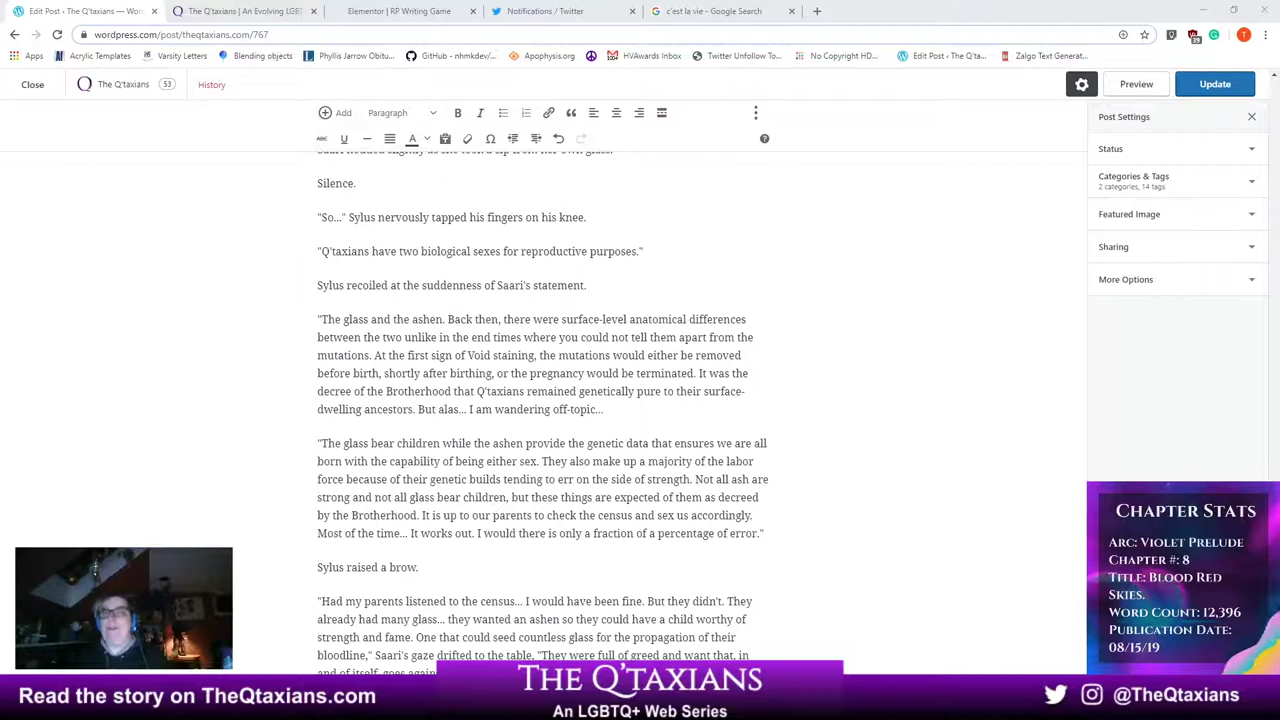 Edit Post ‹ The Q'taxians — Wor
The Q'taxians | An Evolving LGBT
Elementor | RP Writing Game
Notifications / Twitter
c'est la vie - Google Search
wordpress.com/post/theqtaxians.com/767
Apps
Acrylic Templates
Varsity Letters
Blending objects
Phyllis Jarrow Obitu...
GitHub - nhmkdev/...
Apophysis.org
HVAwards Inbox
Twitter Unfollow To...
No Copyright HD...
Edit Post ‹ The Q'ta...
Zalgo Text Generat...
Close
The Q'taxians 53
History
Preview
Update
Add
Paragraph
Post Settings
Status
Categories & Tags
2 categories, 14 tags
Featured Image
Sharing
More Options
Saari nodded slightly as she took a sip from her own glass.
Silence.
"So..." Sylus nervously tapped his fingers on his knee.
"Q'taxians have two biological sexes for reproductive purposes."
Sylus recoiled at the suddenness of Saari's statement.
"The glass and the ashen. Back then, there were surface-level anatomical differences
between the two unlike in the end times where you could not tell them apart from the
mutations. At the first sign of Void staining, the mutations would either be removed
before birth, shortly after birthing, or the pregnancy would be terminated. It was the
decree of the Brotherhood that Q'taxians remained genetically pure to their surface-
dwelling ancestors. But alas... I am wandering off-topic...
"The glass bear children while the ashen provide the genetic data that ensures we are all
born with the capability of being either sex. They also make up a majority of the labor
force because of their genetic builds tending to err on the side of strength. Not all ash are
strong and not all glass bear children, but these things are expected of them as decreed
by the Brotherhood. It is up to our parents to check the census and sex us accordingly.
Most of the time... It works out. I would there is only a fraction of a percentage of error."
Sylus raised a brow.
"Had my parents listened to the census... I would have been fine. But they didn't. They
already had many glass... they wanted an ashen so they could have a child worthy of
strength and fame. One that could seed countless glass for the propagation of their
bloodline," Saari's gaze drifted to the table, "They were full of greed and want that, in
and of itself, goes again
Chapter Stats
Arc: Violet Prelude
Chapter #: 8
Title: Blood Red
Skies.
Word Count: 12,396
Publication Date:
08/15/19
Read the story on TheQtaxians.com
The Q'taxians
An LGBTQ+ Web Series
@TheQtaxians